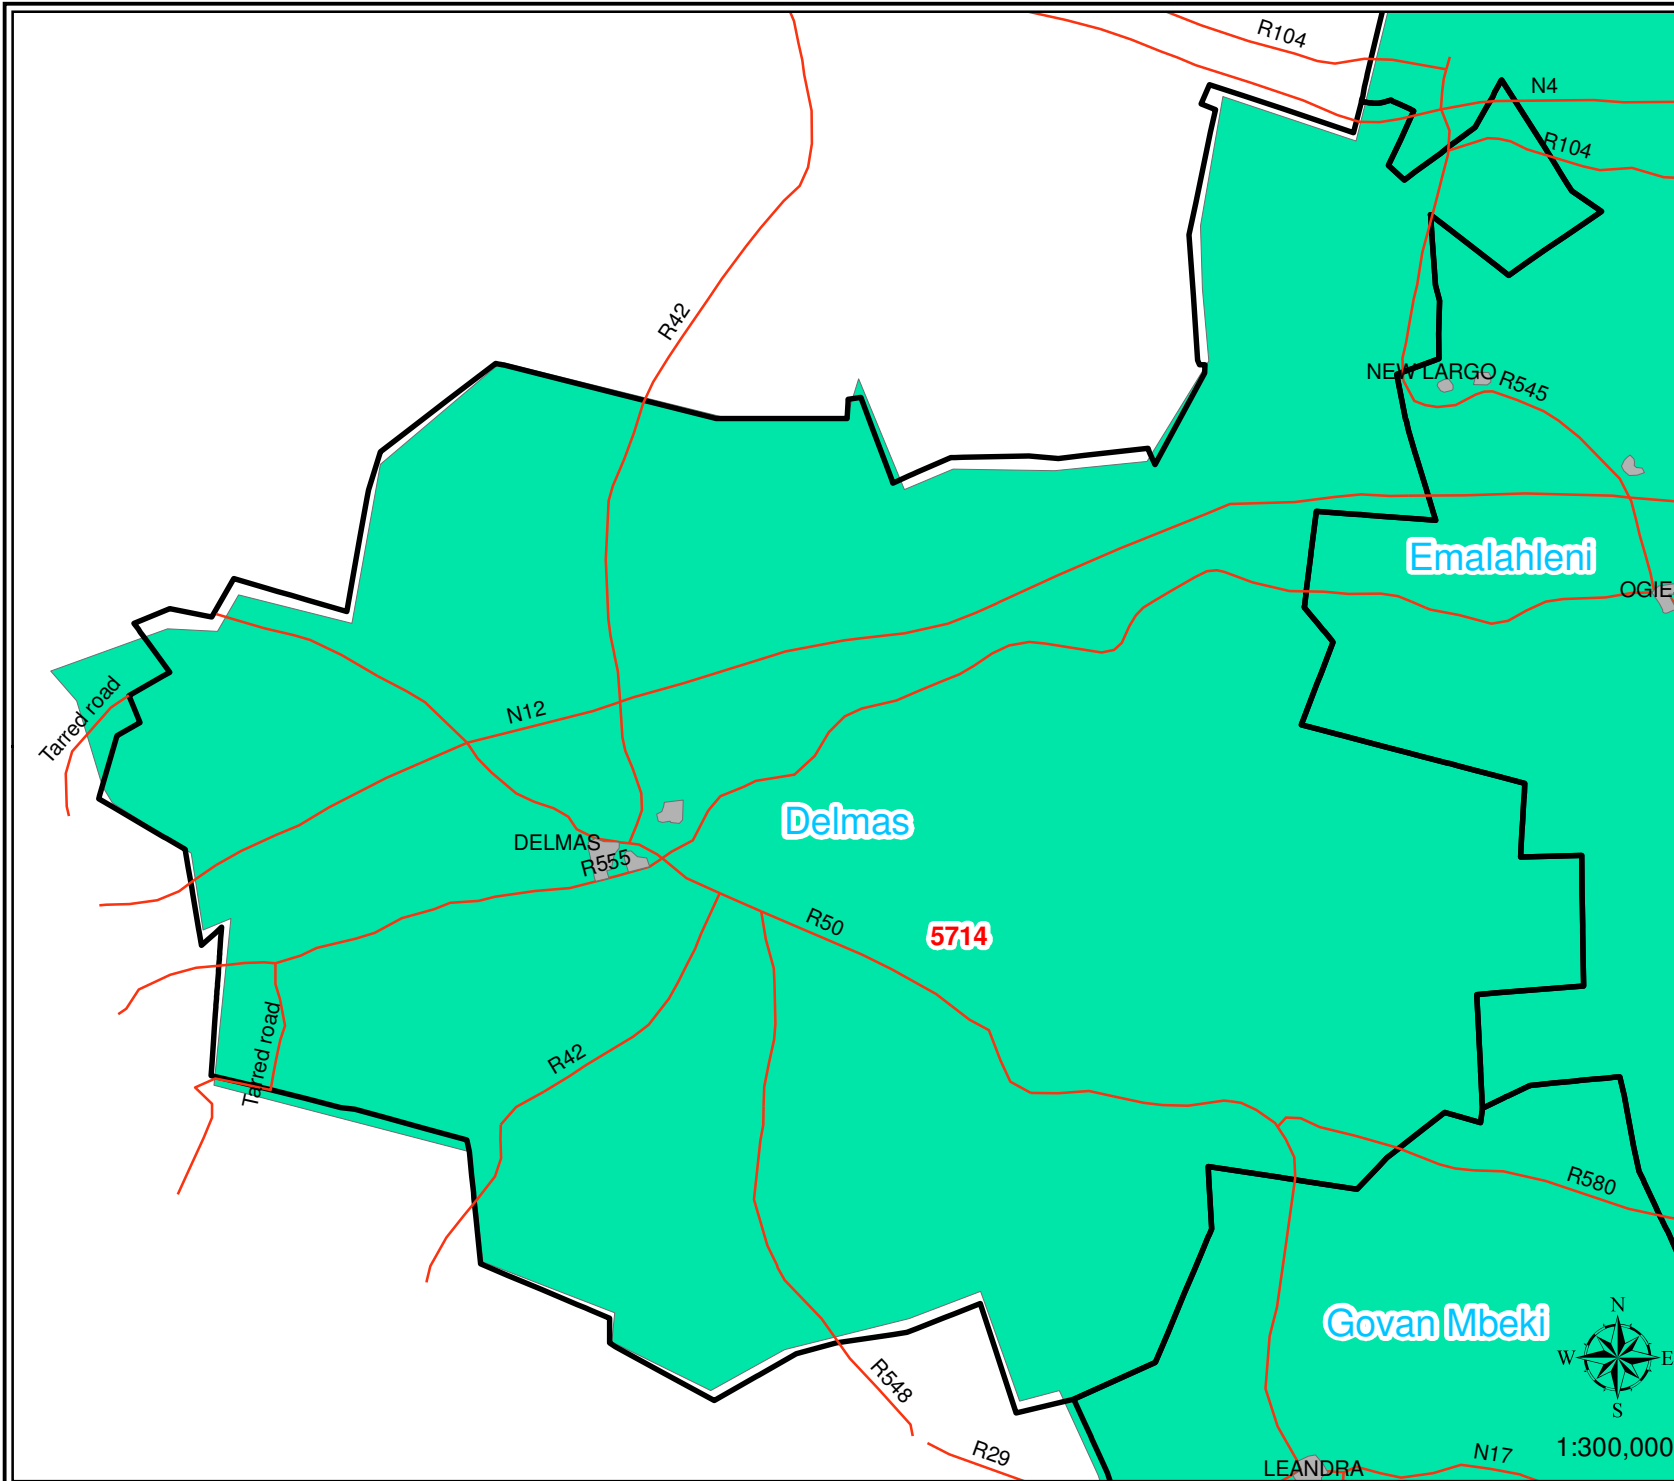 R104
N4
R104
R42
NEW LARGO
R545
Emalahleni
OGIE
Tarred road
N12
Delmas
DELMAS
R555
R50
5714
Tarred road
R42
R580
Govan Mbeki
N
W
E
S
R548
R29
N17
1:300,000
LEANDRA